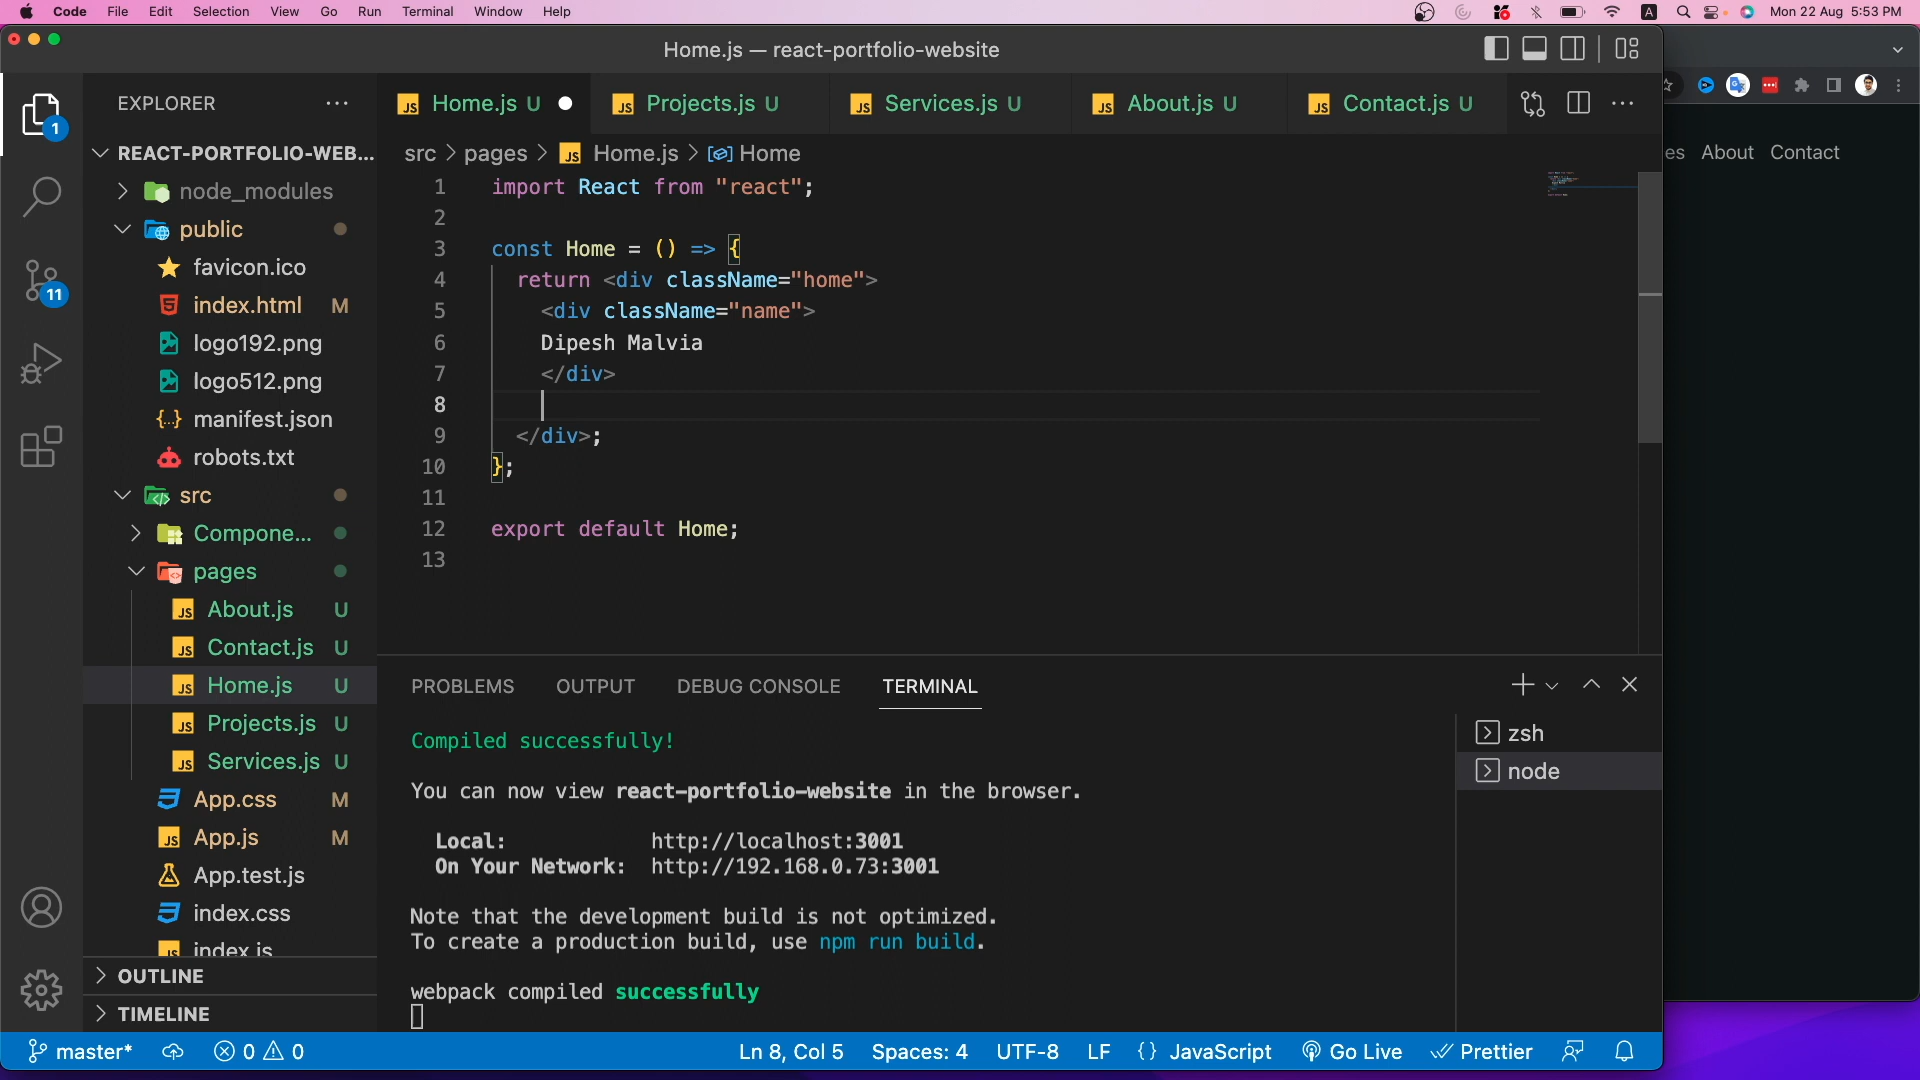 Code File Edit Selection View Go Run Terminal Window Help A Mon 22 Aug 5:53 PM
Home.js — react-portfolio-website
EXPLORER
Home.js U Projects.js U Services.js U About.js U Contact.js U
src pages Home.js Home
REACT-PORTFOLIO-WEB...
node_modules
public
favicon.ico
index.html M
logo192.png
logo512.png
manifest.json
robots.txt
src
Compone...
pages
About.js U
Contact.js U
Home.js U
Projects.js U
Services.js U
App.css M
App.js M
App.test.js
index.css
index.js
OUTLINE
TIMELINE
1
11
1 import React from "react";
2
3 const Home = () => {
4 return <div className="home">
5 <div className="name">
6 Dipesh Malvia
7 </div>
8
9 </div>;
10 };
11
12 export default Home;
13
PROBLEMS OUTPUT DEBUG CONSOLE TERMINAL
Compiled successfully!
You can now view react-portfolio-website in the browser.
Local: http://localhost:3001
On Your Network: http://192.168.0.73:3001
Note that the development build is not optimized.
To create a production build, use npm run build.
webpack compiled successfully
zsh
node
master* 0 0 Ln 8, Col 5 Spaces: 4 UTF-8 LF {} JavaScript Go Live Prettier
es About Contact